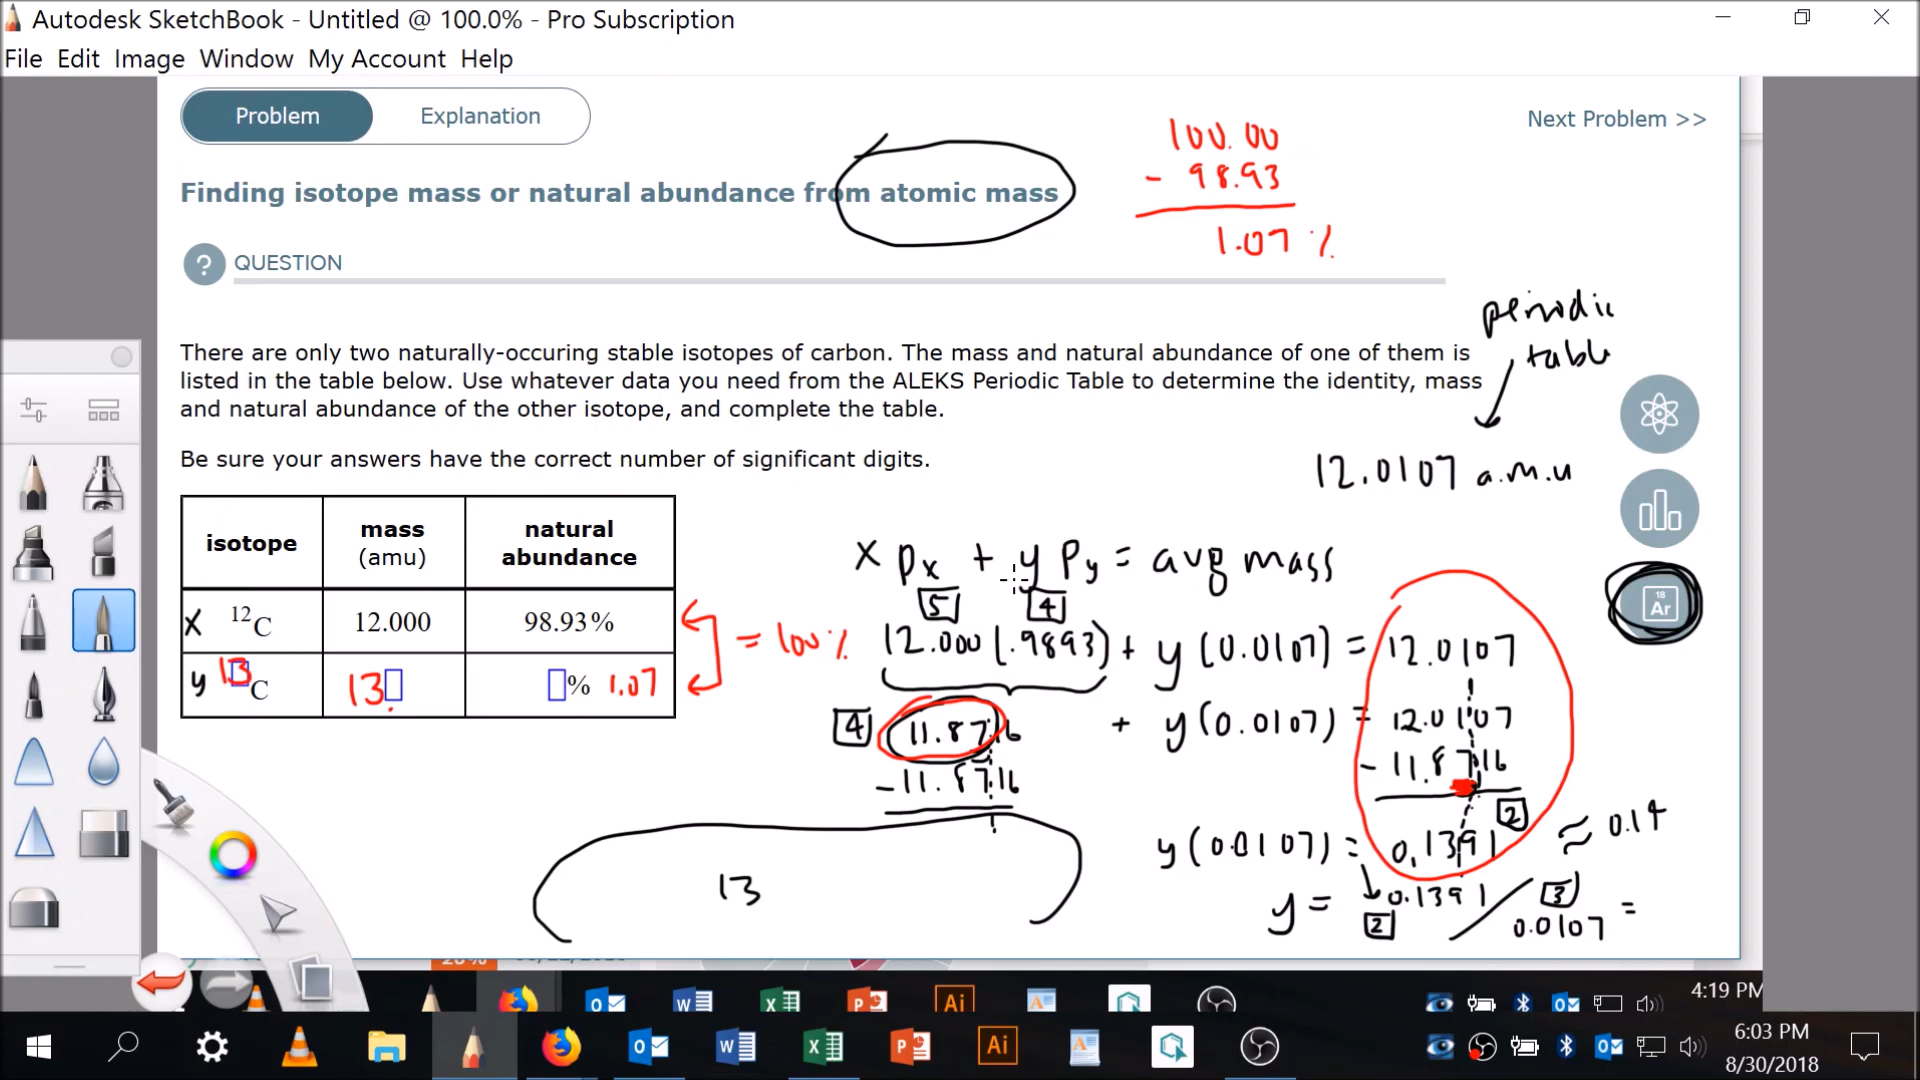 Autodesk SketchBook - Untitled @ 100.0% - Pro Subscription
File Edit Image Window My Account Help
Problem Explanation
Next Problem >>
100.00
- 98.93
1.07 %
Finding isotope mass or natural abundance from atomic mass
? QUESTION
periodic
table
12.0107 a.m.u
There are only two naturally-occuring stable isotopes of carbon. The mass and natural abundance of one of them is
listed in the table below. Use whatever data you need from the ALEKS Periodic Table to determine the identity, mass
and natural abundance of the other isotope, and complete the table.
Be sure your answers have the correct number of significant digits.
isotope mass (amu) natural abundance
x 12C 12.000 98.93%
y 13C 13. % 1.07
= 100 %
18
Ar
x Px + y Py = avg mass
5 4
12.000 (.9893) + y (0.0107) = 12.0107
4 11.8716 + y (0.0107) = 12.0107
- 11.8716 - 11.8716
2
y (0.0107) = 0.1391 ≈ 0.14
y = 0.1391 / 0.0107 =
2 3
13
4:19 PM
6:03 PM
8/30/2018